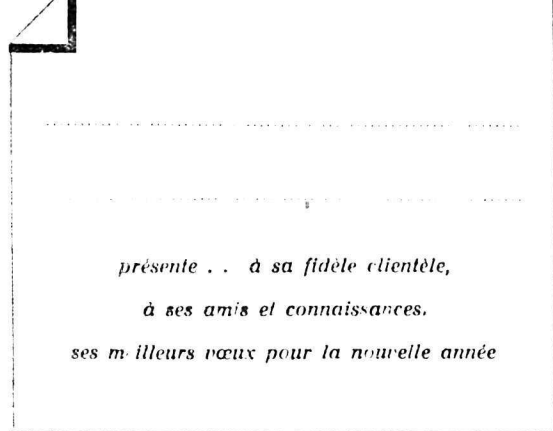 présente . . à sa fidèle clientèle,
à ses amis et connaissances,
ses meilleurs vœux pour la nouvelle année